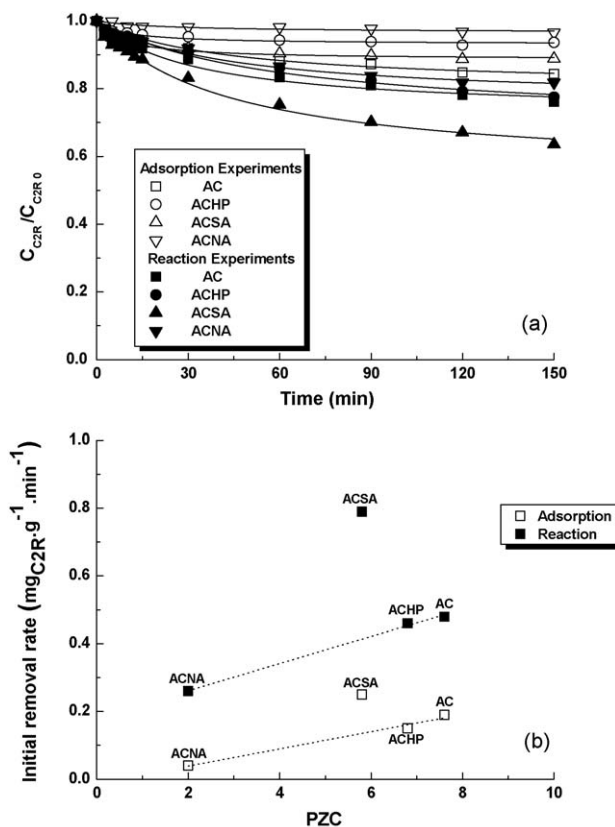 1.0
0.8
0.6
0.4
0.2
0.0
C_C2R/C_C2R 0
Adsorption Experiments
AC
ACHP
ACSA
ACNA
Reaction Experiments
AC
ACHP
ACSA
ACNA
(a)
0 30 60 90 120 150
Time (min)
1.0
0.8
0.6
0.4
0.2
0.0
Initial removal rate (mg_C2R.g^-1.min^-1)
ACSA
Adsorption
Reaction
ACHP
AC
ACNA
ACSA
AC
ACHP
ACNA
(b)
0 2 4 6 8 10
PZC